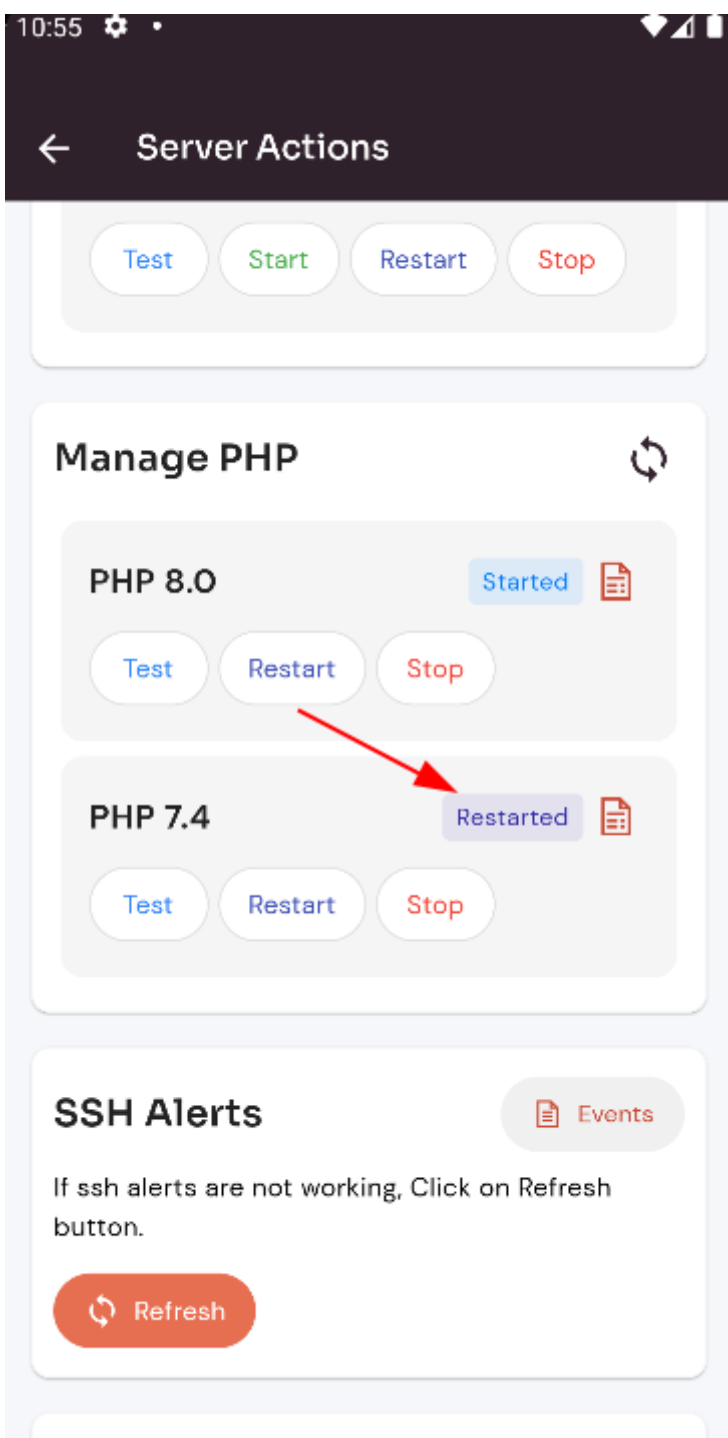 10:55
Server Actions
Test Start Restart Stop
Manage PHP
PHP 8.0 Started
Test Restart Stop
PHP 7.4 Restarted
Test Restart Stop
SSH Alerts Events
If ssh alerts are not working, Click on Refresh
button.
Refresh